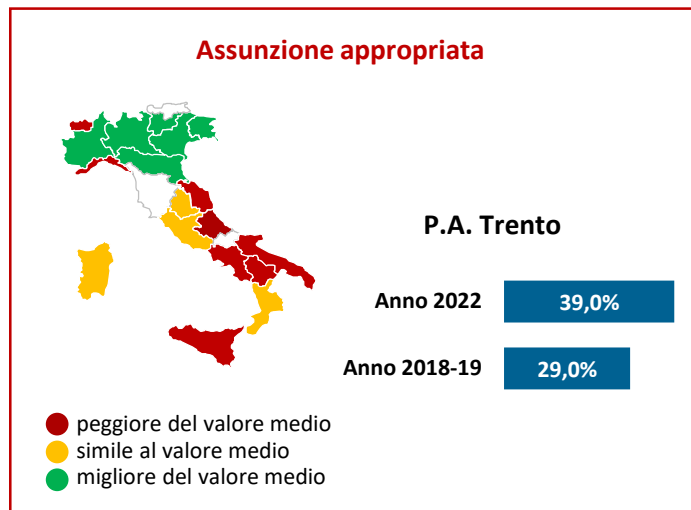 Assunzione appropriata
P.A. Trento
Anno 2022
39,0%
Anno 2018-19
29,0%
peggiore del valore medio
simile al valore medio
migliore del valore medio